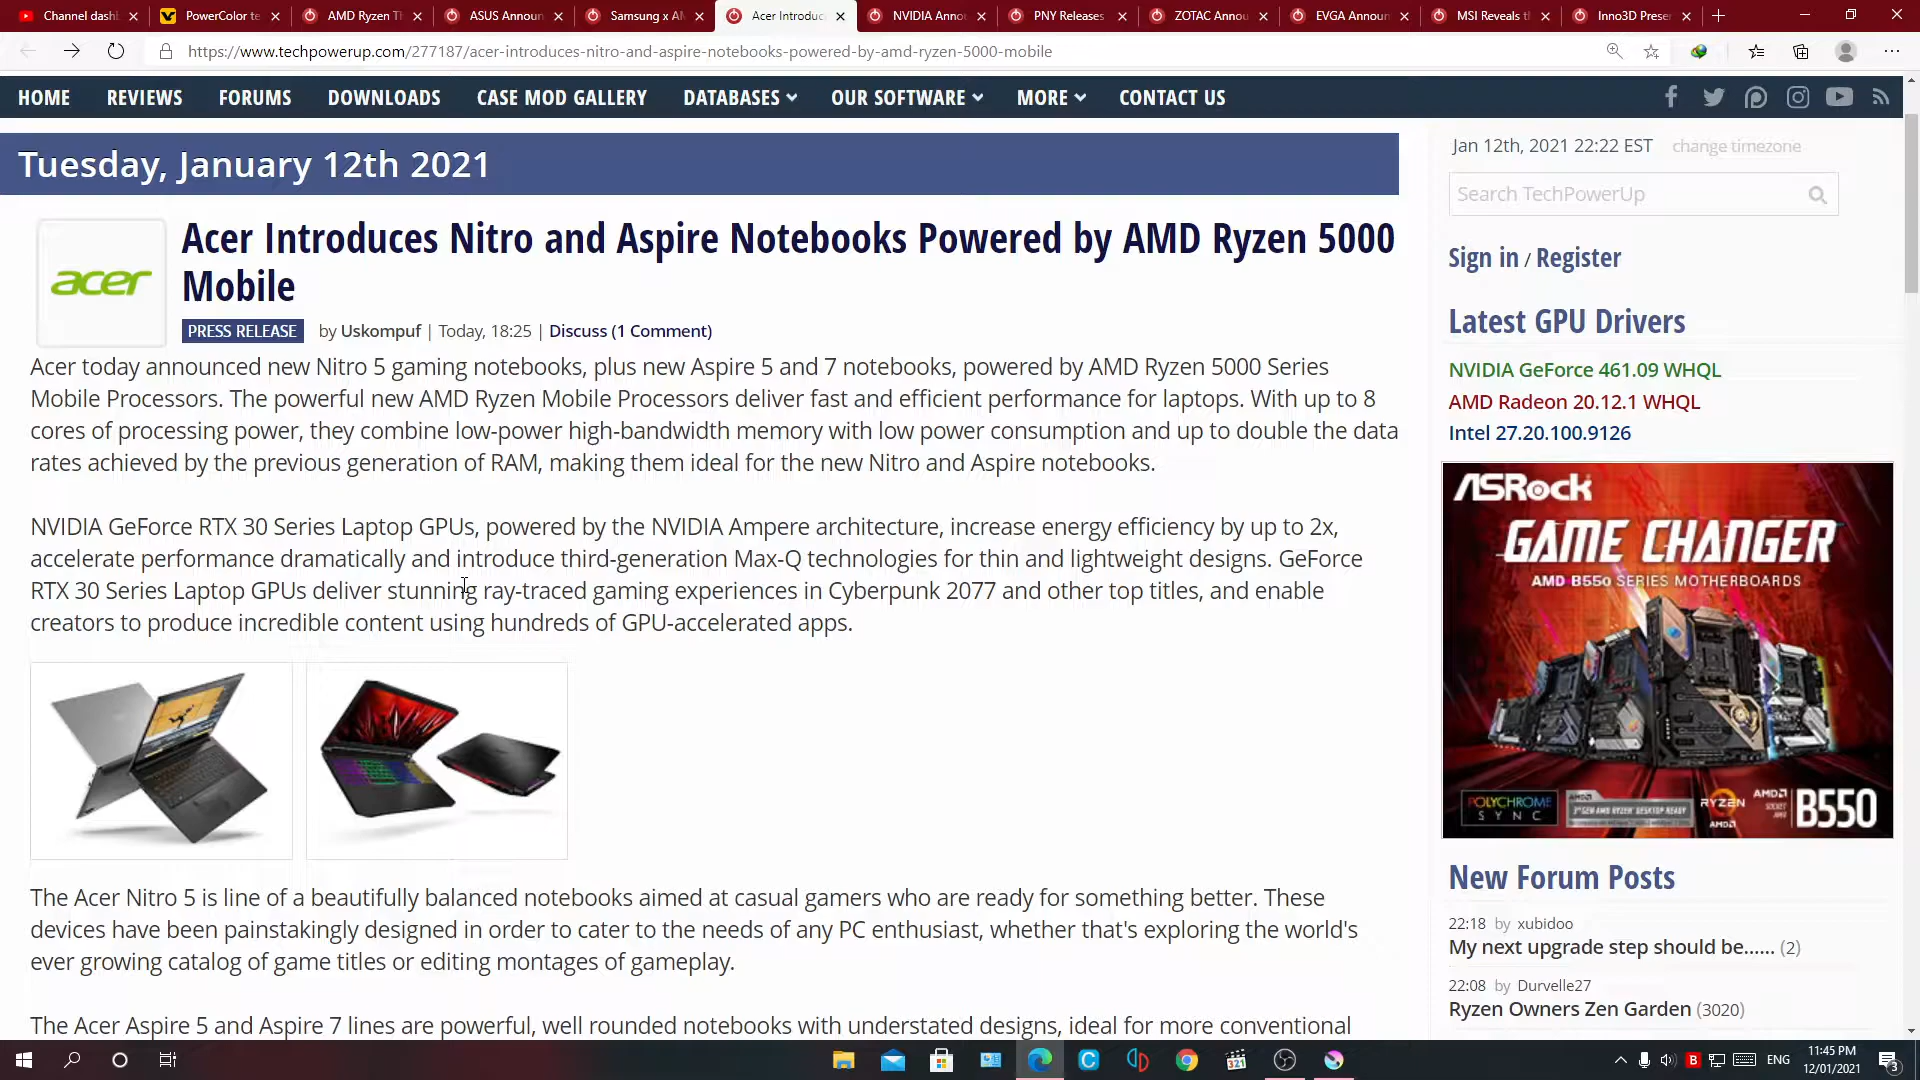 Channel dash
PowerColor te
AMD Ryzen Th
ASUS Announ
Samsung x AM
Acer Introduc
NVIDIA Anno
PNY Releases
ZOTAC Annou
EVGA Announ
MSI Reveals t
Inno3D Prese
https://www.techpowerup.com/277187/acer-introduces-nitro-and-aspire-notebooks-powered-by-amd-ryzen-5000-mobile
HOME REVIEWS FORUMS DOWNLOADS CASE MOD GALLERY DATABASES OUR SOFTWARE MORE CONTACT US
Tuesday, January 12th 2021
acer
Acer Introduces Nitro and Aspire Notebooks Powered by AMD Ryzen 5000
Mobile
PRESS RELEASE by Uskompuf | Today, 18:25 | Discuss (1 Comment)
Acer today announced new Nitro 5 gaming notebooks, plus new Aspire 5 and 7 notebooks, powered by AMD Ryzen 5000 Series
Mobile Processors. The powerful new AMD Ryzen Mobile Processors deliver fast and efficient performance for laptops. With up to 8
cores of processing power, they combine low-power high-bandwidth memory with low power consumption and up to double the data
rates achieved by the previous generation of RAM, making them ideal for the new Nitro and Aspire notebooks.
NVIDIA GeForce RTX 30 Series Laptop GPUs, powered by the NVIDIA Ampere architecture, increase energy efficiency by up to 2x,
accelerate performance dramatically and introduce third-generation Max-Q technologies for thin and lightweight designs. GeForce
RTX 30 Series Laptop GPUs deliver stunning ray-traced gaming experiences in Cyberpunk 2077 and other top titles, and enable
creators to produce incredible content using hundreds of GPU-accelerated apps.
The Acer Nitro 5 is line of a beautifully balanced notebooks aimed at casual gamers who are ready for something better. These
devices have been painstakingly designed in order to cater to the needs of any PC enthusiast, whether that's exploring the world's
ever growing catalog of game titles or editing montages of gameplay.
The Acer Aspire 5 and Aspire 7 lines are powerful, well rounded notebooks with understated designs, ideal for more conventional
Jan 12th, 2021 22:22 EST change timezone
Search TechPowerUp
Sign in / Register
Latest GPU Drivers
NVIDIA GeForce 461.09 WHQL
AMD Radeon 20.12.1 WHQL
Intel 27.20.100.9126
ASRock
GAME CHANGER
AMD B550 SERIES MOTHERBOARDS
POLYCHROME
SYNC
RYZEN
AMD
AMD
SOCKET
AM4
B550
New Forum Posts
22:18 by xubidoo
My next upgrade step should be...... (2)
22:08 by Durvelle27
Ryzen Owners Zen Garden (3020)
321
ENG
11:45 PM
12/01/2021
3